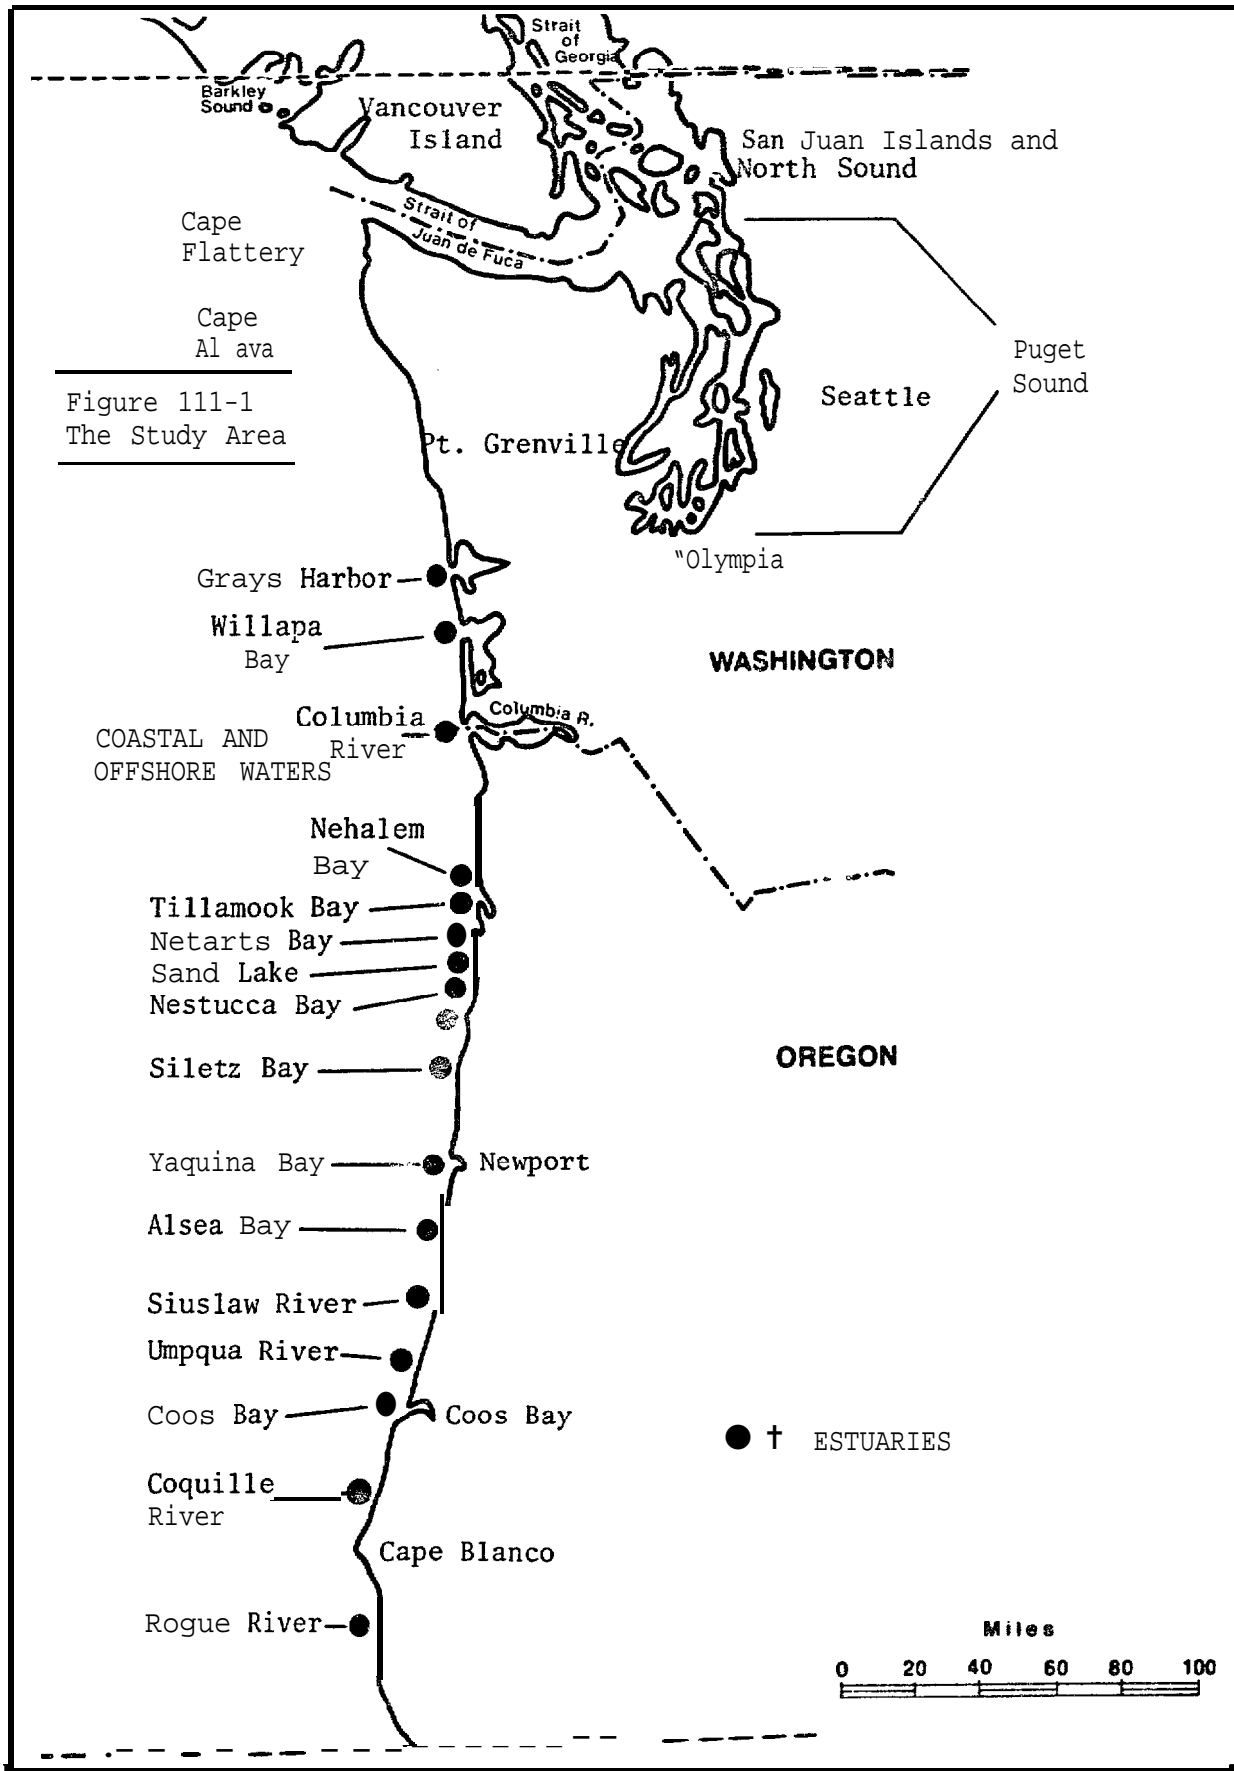 Strait
of
Georgia
Barkley
Sound
Vancouver
Island
San Juan Islands and
North Sound
Strait of
Juan de Fuca
Cape
Flattery
Cape
Al ava
Puget
Sound
Figure 111-1
The Study Area
Seattle
Pt. Grenville
"Olympia
Grays Harbor
Willapa
Bay
WASHINGTON
Columbia R.
Columbia
River
COASTAL AND
OFFSHORE WATERS
Nehalem
Bay
Tillamook Bay
Netarts Bay
Sand Lake
Nestucca Bay
Siletz Bay
OREGON
Yaquina Bay
Newport
Alsea Bay
Siuslaw River
Umpqua River
Coos Bay
Coos Bay
† ESTUARIES
Coquille
River
Cape Blanco
Rogue River
Miles
0 20 40 60 80 100